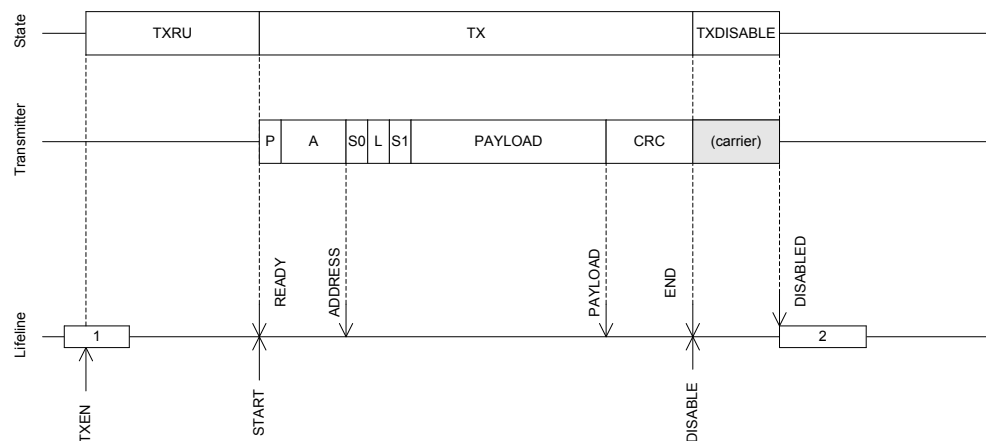 State
TXRU
TX
TXDISABLE
Transmitter
P
A
S0
L
S1
PAYLOAD
CRC
(carrier)
READY
ADDRESS
PAYLOAD
END
DISABLED
Lifeline
1
2
TXEN
START
DISABLE